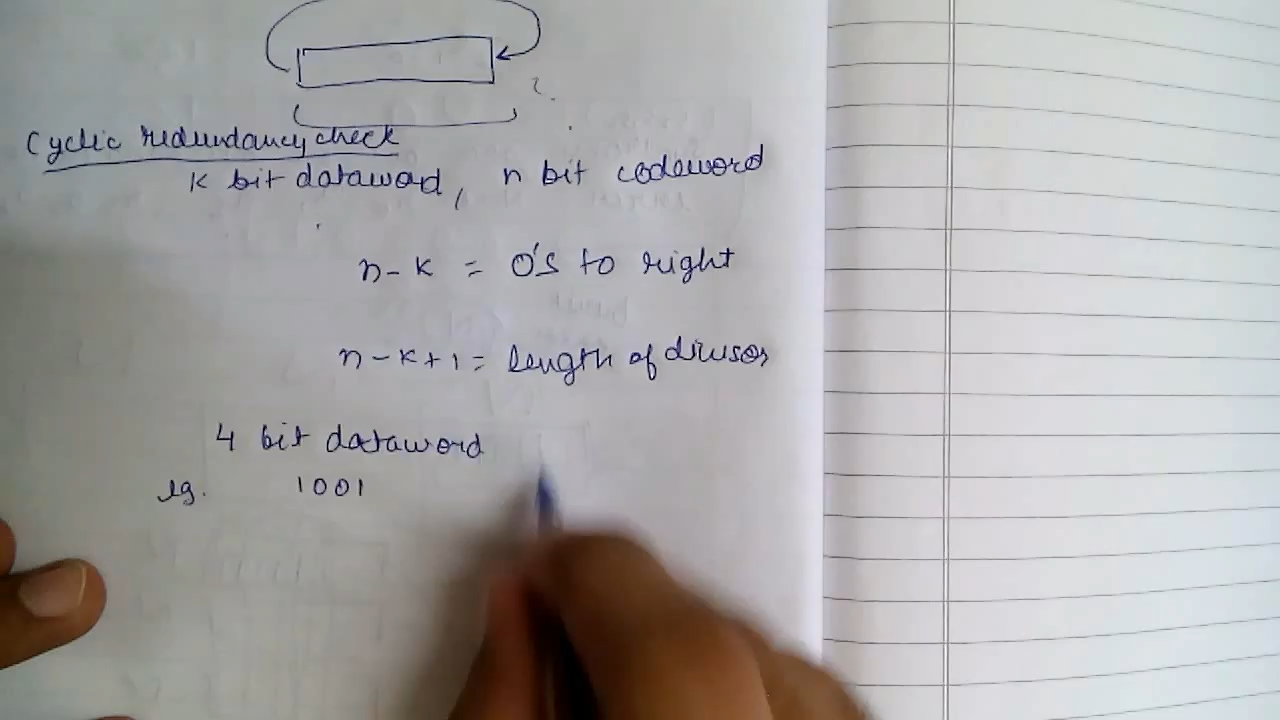 Cyclic redundancy check
K bit dataword, n bit codeword
n - K = 0's to right
n - K + 1 = length of divisor
4 bit dataword
eg. 1001